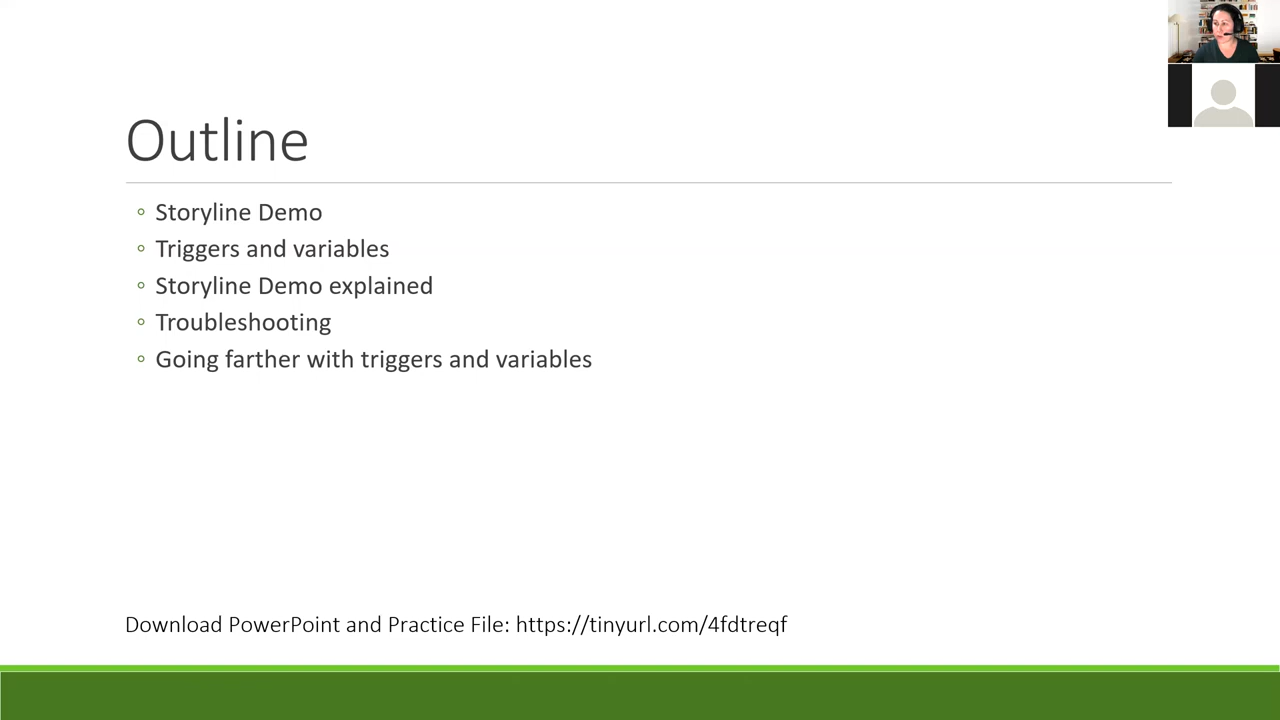 Outline
Storyline Demo
Triggers and variables
Storyline Demo explained
Troubleshooting
Going farther with triggers and variables
Download PowerPoint and Practice File: https://tinyurl.com/4fdtreqf